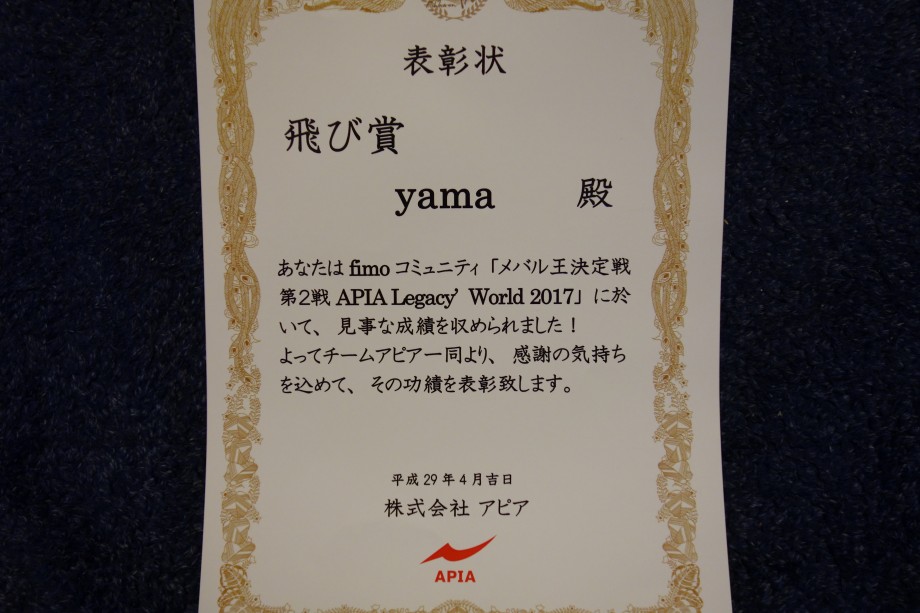 表彰状
飛び賞
yama 殿
あなたは fimo コミュニティ「メバル王決定戦
第2戦 APIA Legacy’ World 2017」に於
いて、見事な成績を収められました！
よってチームアピア一同より、感謝の気持ち
を込めて、その功績を表彰致します。
平成 29 年 4 月吉日
株式会社 アピア
APIA